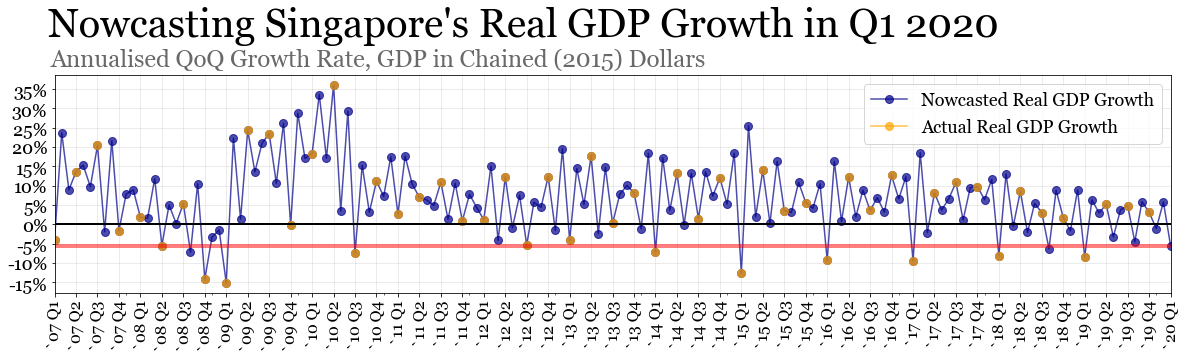 Nowcasting Singapore's Real GDP Growth in Q1 2020
Annualised QoQ Growth Rate, GDP in Chained (2015) Dollars
Nowcasted Real GDP Growth
Actual Real GDP Growth
35%
30%
25%
20%
15%
10%
5%
0%
-5%
-10%
-15%
`07 Q1
`07 Q2
`07 Q3
`07 Q4
`08 Q1
`08 Q2
`08 Q3
`08 Q4
`09 Q1
`09 Q2
`09 Q3
`09 Q4
`10 Q1
`10 Q2
`10 Q3
`10 Q4
`11 Q1
`11 Q2
`11 Q3
`11 Q4
`12 Q1
`12 Q2
`12 Q3
`12 Q4
`13 Q1
`13 Q2
`13 Q3
`13 Q4
`14 Q1
`14 Q2
`14 Q3
`14 Q4
`15 Q1
`15 Q2
`15 Q3
`15 Q4
`16 Q1
`16 Q2
`16 Q3
`16 Q4
`17 Q1
`17 Q2
`17 Q3
`17 Q4
`18 Q1
`18 Q2
`18 Q3
`18 Q4
`19 Q1
`19 Q2
`19 Q3
`19 Q4
`20 Q1